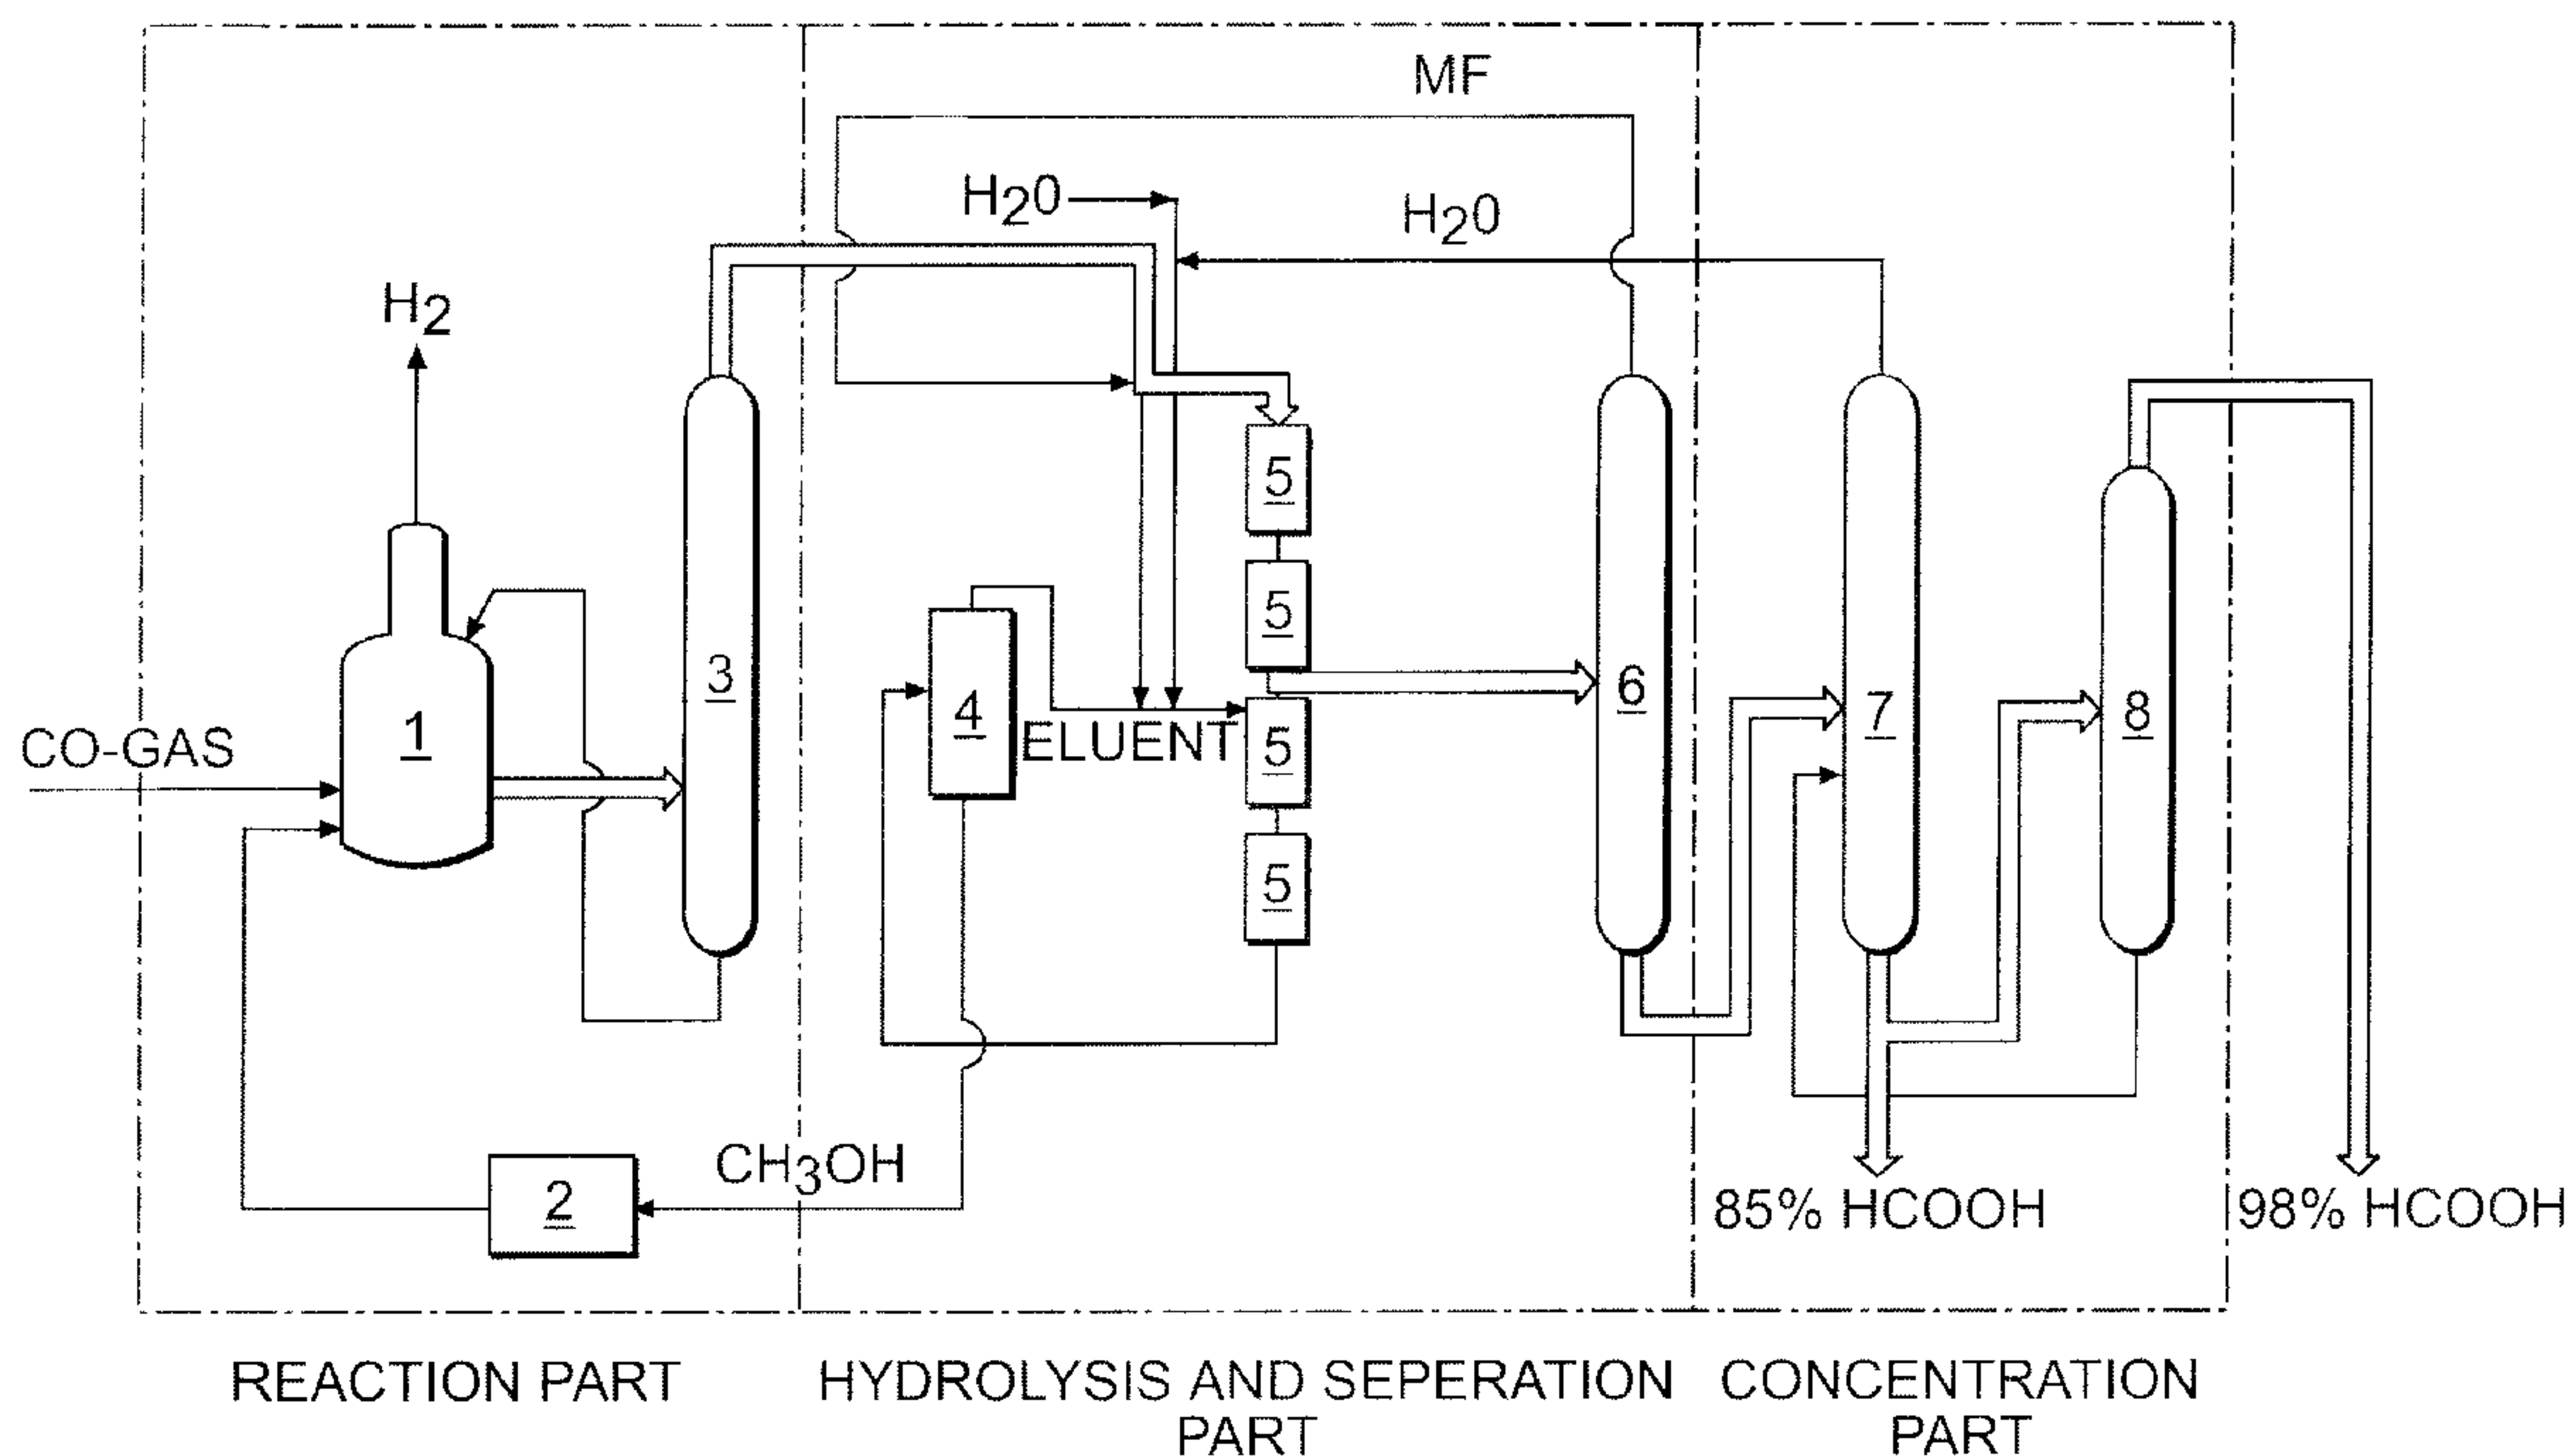 MF
H20
H20
H2
5
5
3
6
4
7
8
1
ELUENT
5
CO-GAS
5
CH3OH
2
85% HCOOH
98% HCOOH
REACTION PART
HYDROLYSIS AND SEPERATION
PART
CONCENTRATION
PART